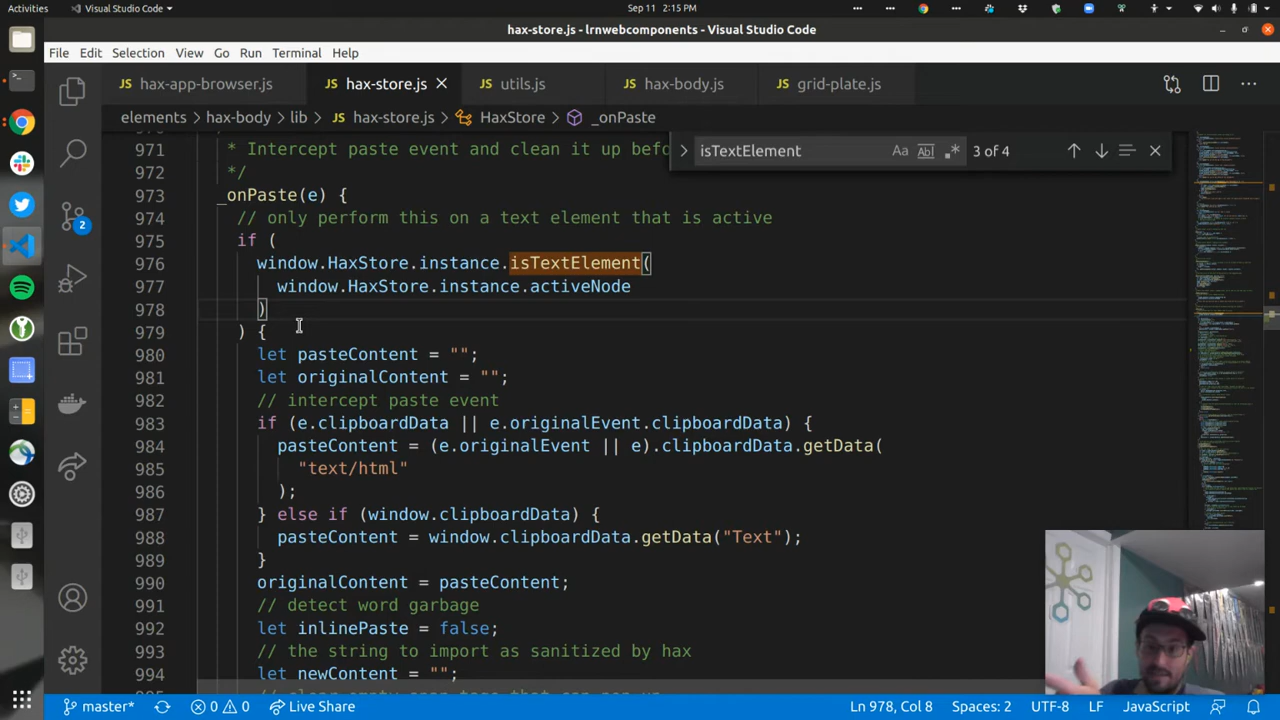 Activities
Visual Studio Code
Sep 11 2:15 PM
hax-store.js - lrnwebcomponents - Visual Studio Code
File Edit Selection View Go Run Terminal Help
JS hax-app-browser.js
JS hax-store.js
JS utils.js
JS hax-body.js
JS grid-plate.js
elements > hax-body > lib > JS hax-store.js > HaxStore > _onPaste
isTextElement Aa Abl .* 3 of 4
971 * Intercept paste event and clean it up befo
972 */
973 _onPaste(e) {
974 // only perform this on a text element that is active
975 if (
976 window.HaxStore.instance.isTextElement(
977 window.HaxStore.instance.activeNode
978 )
979 ) {
980 let pasteContent = "";
981 let originalContent = "";
982 // intercept paste event
983 if (e.clipboardData || e.originalEvent.clipboardData) {
984 pasteContent = (e.originalEvent || e).clipboardData.getData(
985 "text/html"
986 );
987 } else if (window.clipboardData) {
988 pasteContent = window.clipboardData.getData("Text");
989 }
990 originalContent = pasteContent;
991 // detect word garbage
992 let inlinePaste = false;
993 // the string to import as sanitized by hax
994 let newContent = "";
2
master* 0 0 Live Share
Ln 978, Col 8 Spaces: 2 UTF-8 LF JavaScript